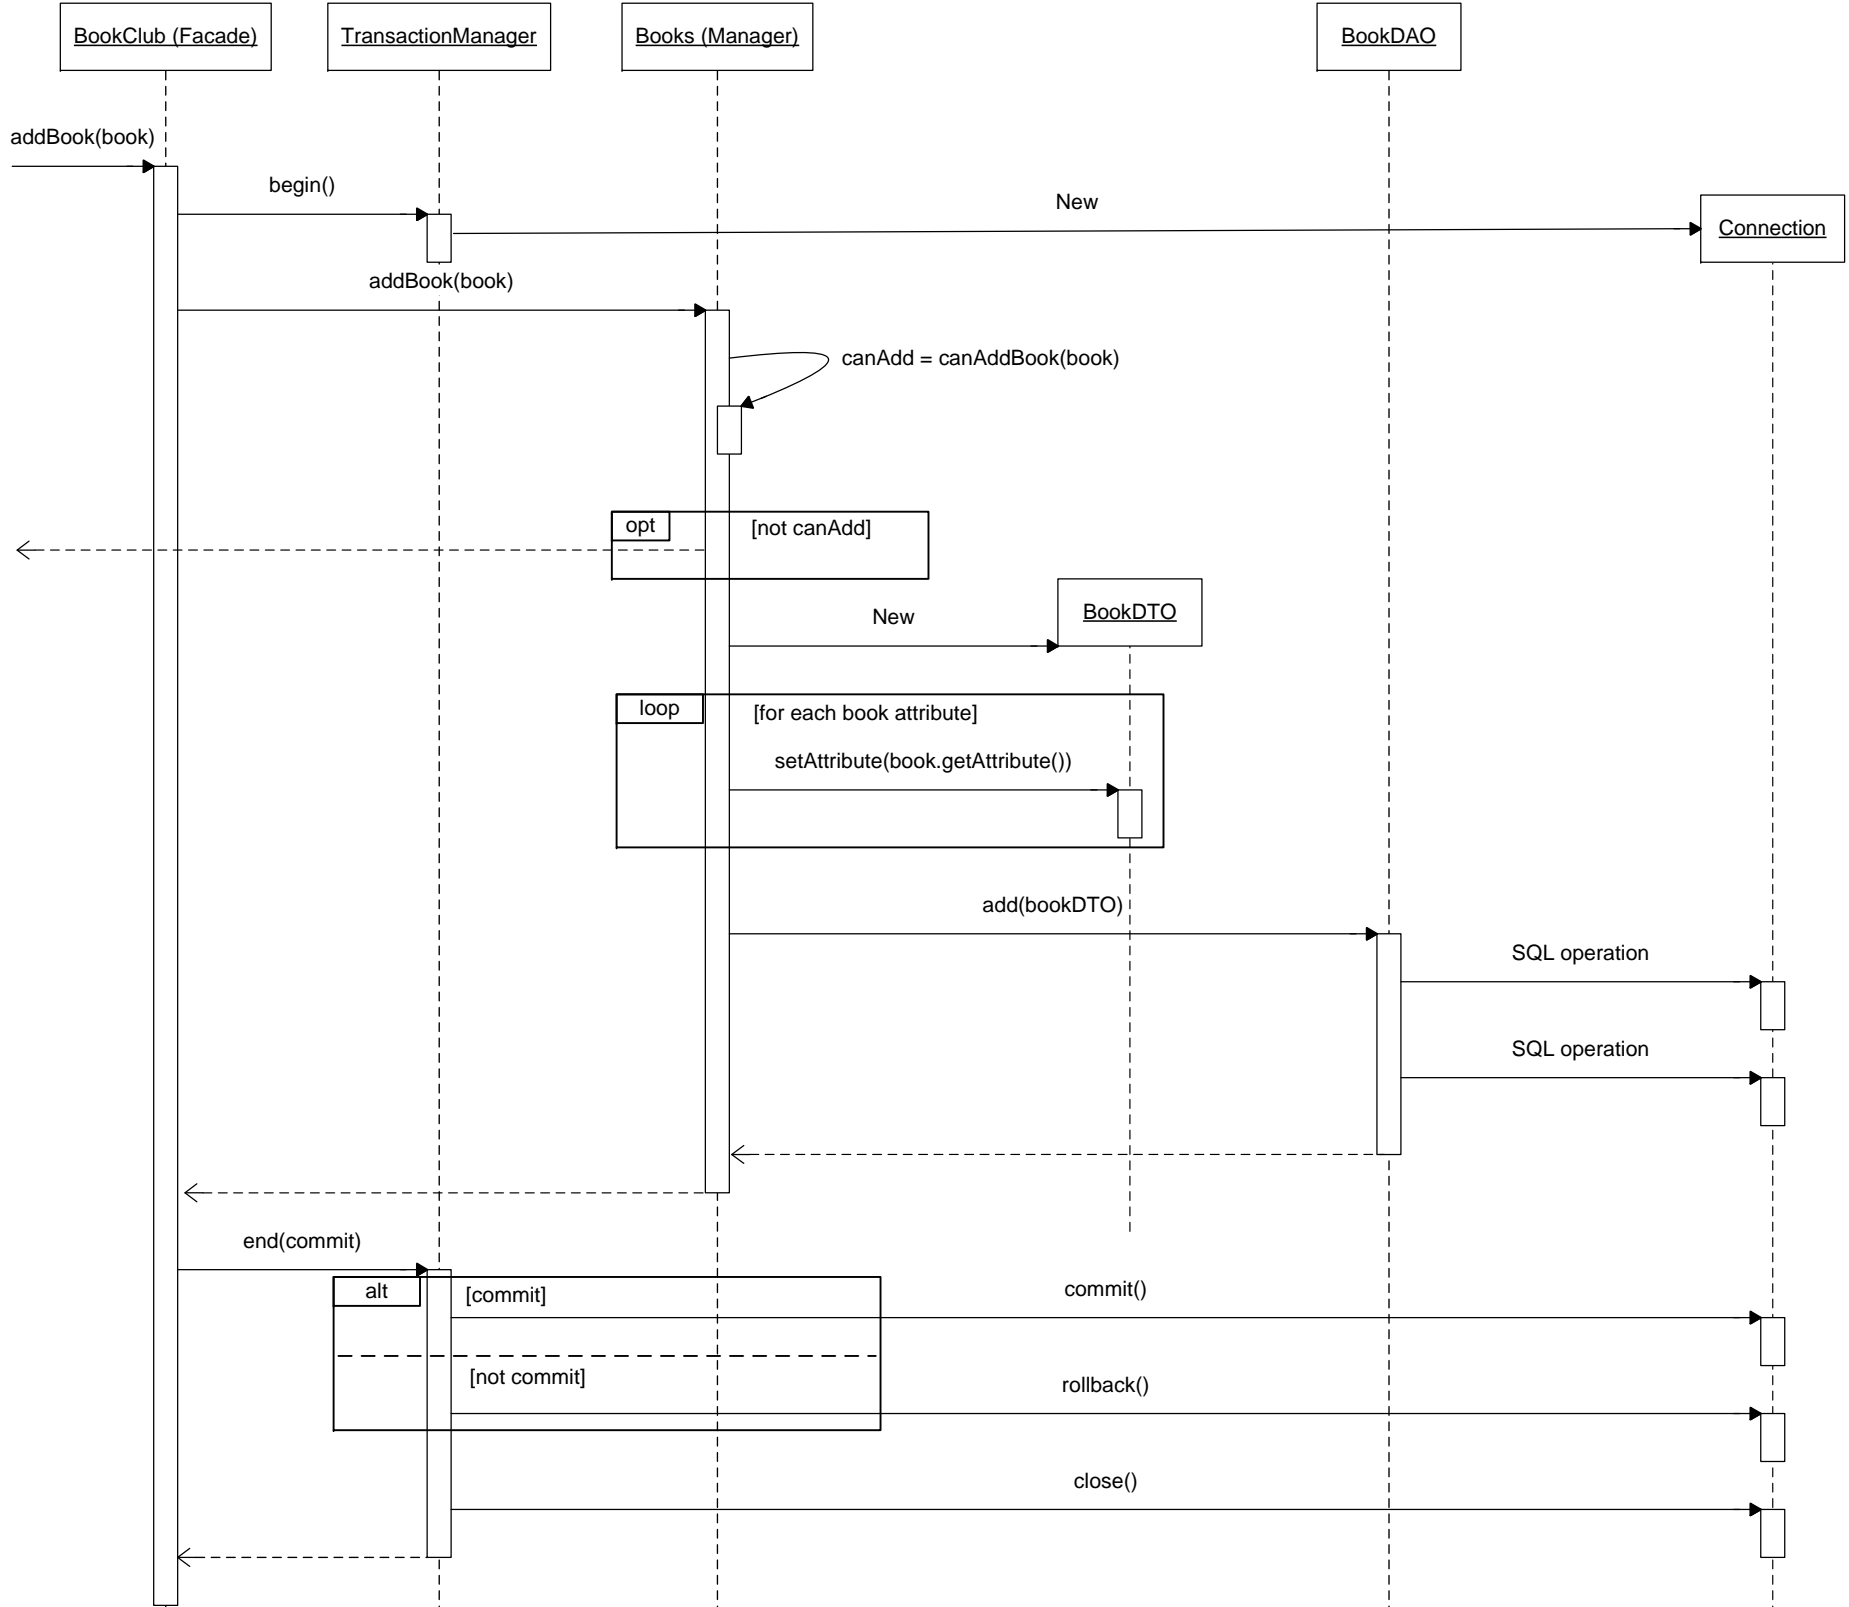 BookClub (Facade)
TransactionManager
Books (Manager)
BookDAO
addBook(book)
begin()
New
Connection
addBook(book)
canAdd = canAddBook(book)
opt
[not canAdd]
New
BookDTO
loop
[for each book attribute]
setAttribute(book.getAttribute())
add(bookDTO)
SQL operation
SQL operation
end(commit)
alt
[commit]
commit()
[not commit]
rollback()
close()